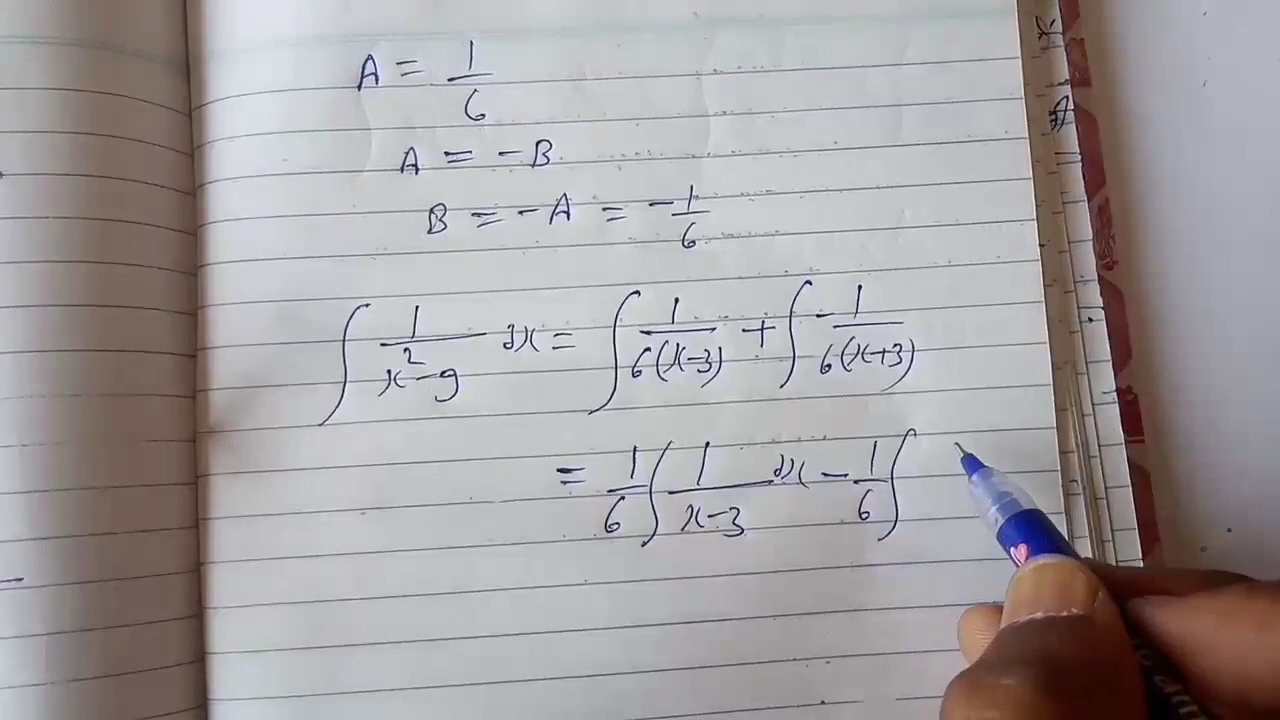 A = 1/6
A = -B
B = -A = -1/6
∫ 1/(x²-9) dx = ∫ 1/6(x-3) + ∫ -1/6(x+3)
= 1/6 ∫ 1/(x-3) dx - 1/6 ∫